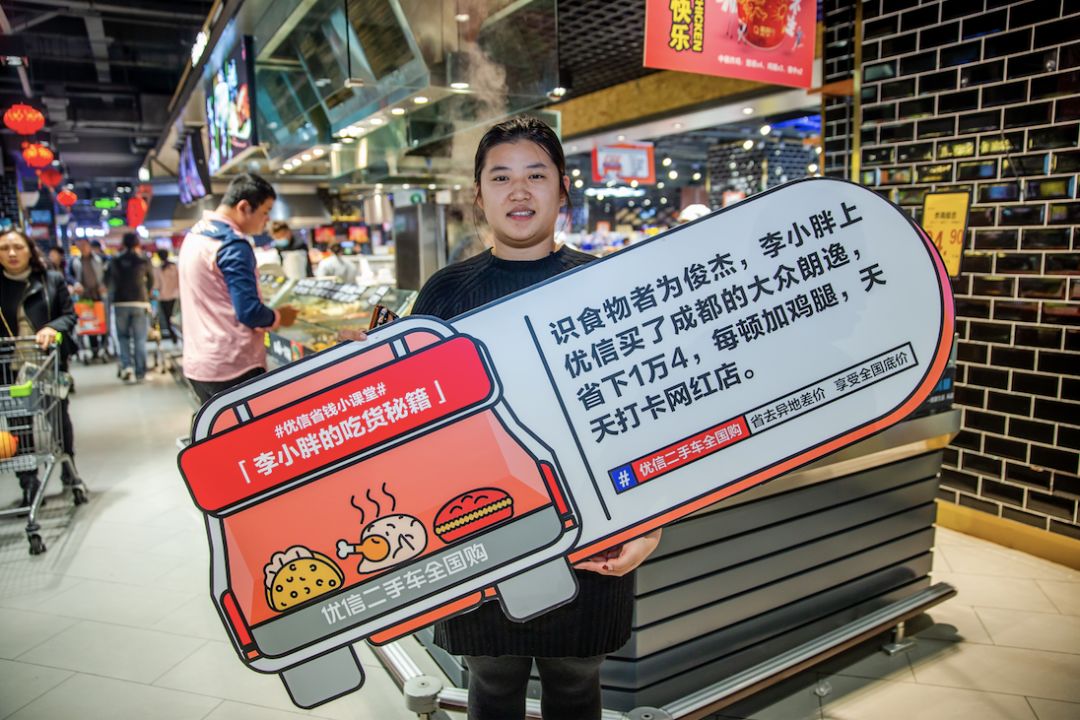 快乐
CHICKEN
#优信省钱小课堂#
「李小胖的吃货秘籍」
优信二手车全国购
识食物者为俊杰，李小胖上
优信买了成都的大众朗逸，
省下1万4，每顿加鸡腿，天
天打卡网红店。
#优信二手车全国购 省去异地差价 享受全国底价